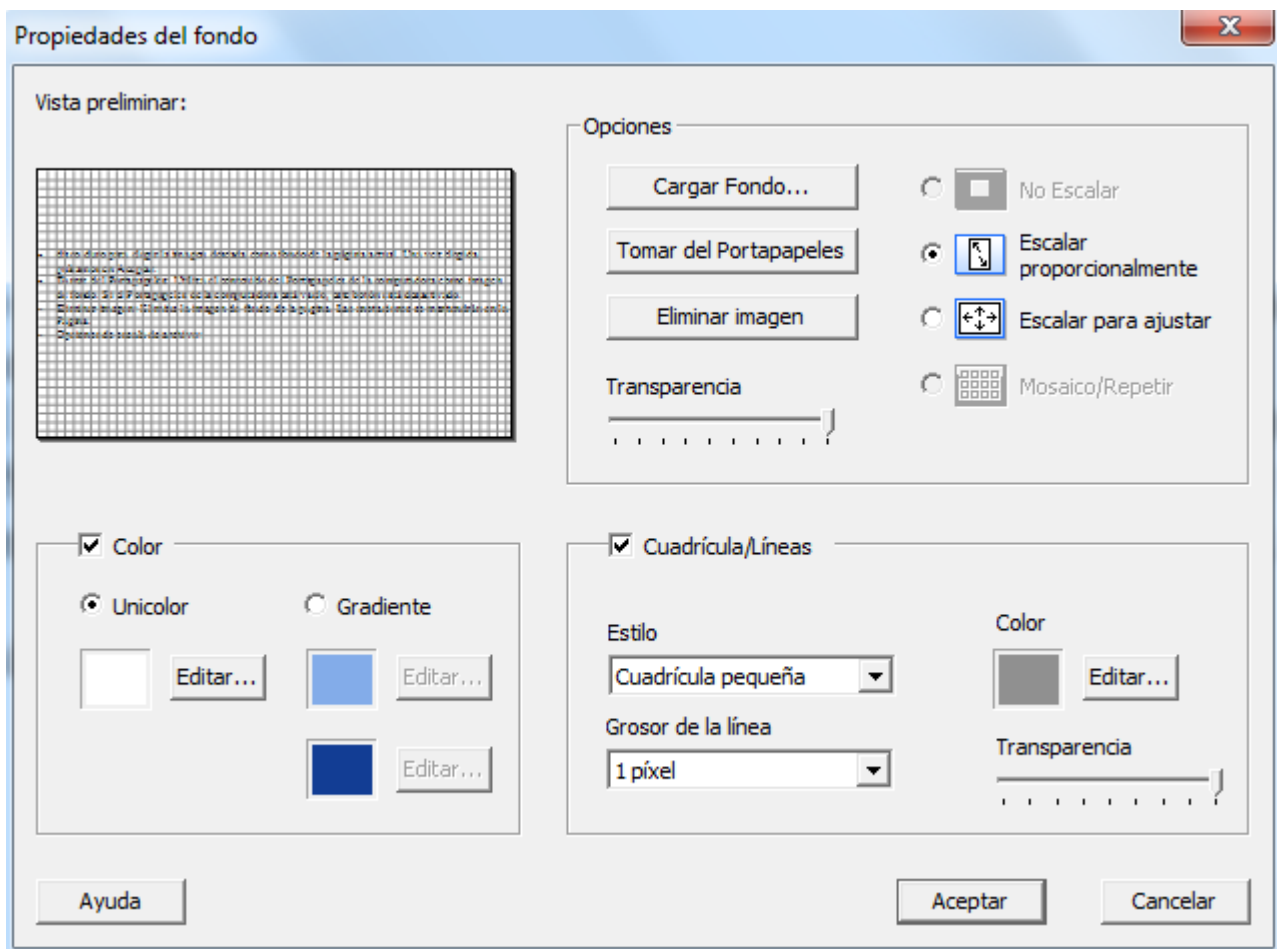 Propiedades del fondo
Vista preliminar:
Opciones
Cargar Fondo...
Tomar del Portapapeles
Eliminar imagen
Transparencia
No Escalar
Escalar
proporcionalmente
Escalar para ajustar
Mosaico/Repetir
Color
Unicolor
Gradiente
Editar...
Editar...
Editar...
Cuadrícula/Líneas
Estilo
Cuadrícula pequeña
Grosor de la línea
1 píxel
Color
Editar...
Transparencia
Ayuda
Aceptar
Cancelar